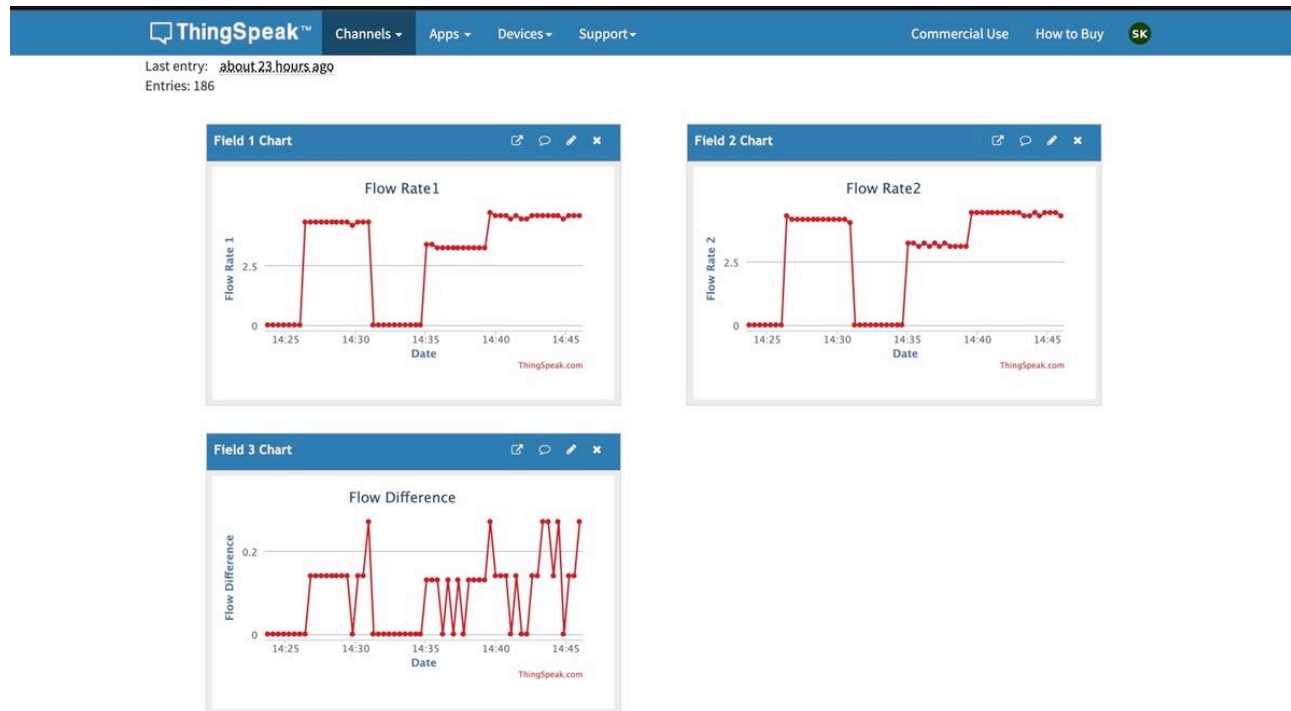 ThingSpeak™ Channels Apps Devices Support Commercial Use How to Buy SK
Last entry: about 23 hours ago
Entries: 186
Field 1 Chart
Flow Rate1
Flow Rate 1
2.5
0
14:25 14:30 14:35 14:40 14:45
Date
ThingSpeak.com
Field 2 Chart
Flow Rate2
Flow Rate 2
2.5
0
14:25 14:30 14:35 14:40 14:45
Date
ThingSpeak.com
Field 3 Chart
Flow Difference
Flow Difference
0.2
0
14:25 14:30 14:35 14:40 14:45
Date
ThingSpeak.com